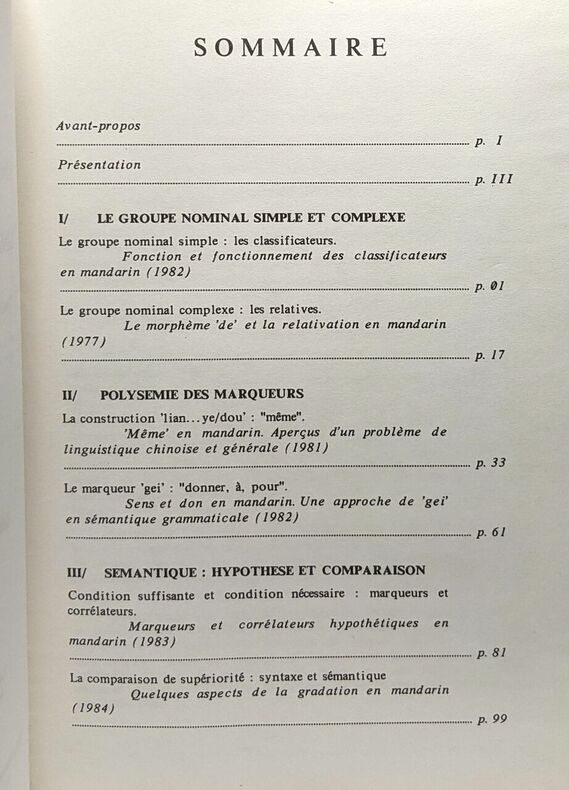 SOMMAIRE
Avant-propos
p. I
Présentation
p. III
I/ LE GROUPE NOMINAL SIMPLE ET COMPLEXE
Le groupe nominal simple : les classificateurs.
Fonction et fonctionnement des classificateurs
en mandarin (1982)
p. 01
Le groupe nominal complexe : les relatives.
Le morphème 'de' et la relativation en mandarin
(1977)
p. 17
II/ POLYSEMIE DES MARQUEURS
La construction 'lian...ye/dou' : "même".
'Même' en mandarin. Aperçus d'un problème de
linguistique chinoise et générale (1981)
p. 33
Le marqueur 'gei' : "donner, à, pour".
Sens et don en mandarin. Une approche de 'gei'
en sémantique grammaticale (1982)
p. 61
III/ SEMANTIQUE : HYPOTHESE ET COMPARAISON
Condition suffisante et condition nécessaire : marqueurs et
corrélateurs.
Marqueurs et corrélateurs hypothétiques en
mandarin (1983)
p. 81
La comparaison de supériorité : syntaxe et sémantique
Quelques aspects de la gradation en mandarin
(1984)
p. 99